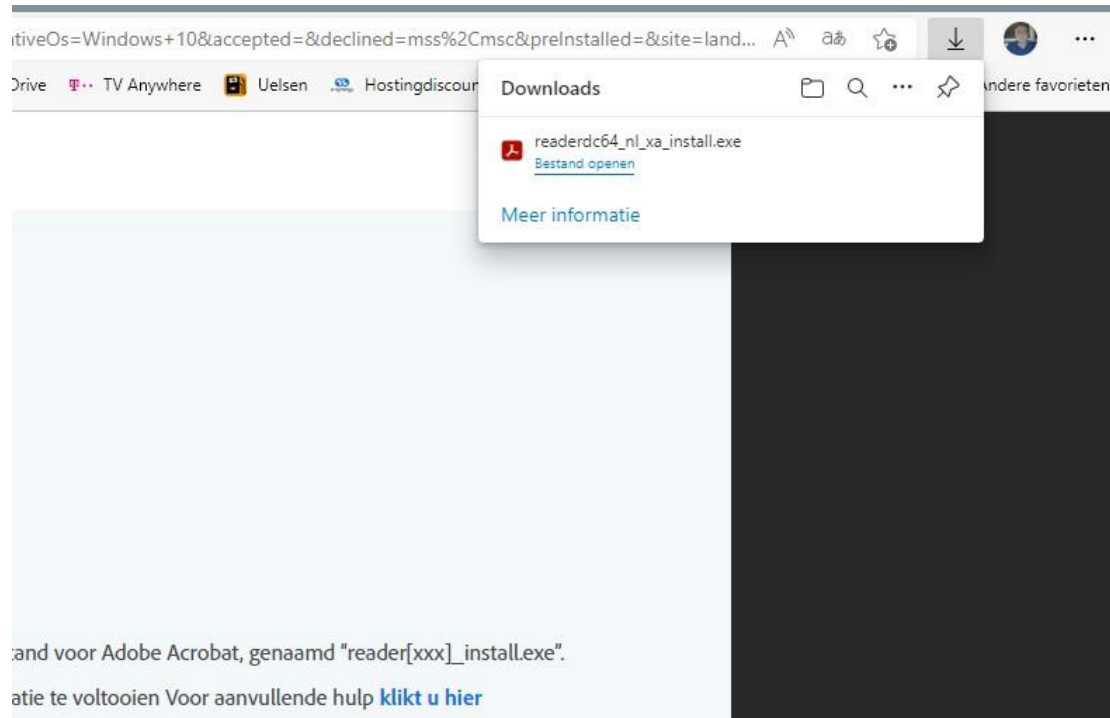 ntiveOs=Windows+10&accepted=&declined=mss%2Cmsc&preInstalled=&site=land...
Drive TV Anywhere Uelsen Hostingdiscour Andere favorieten
Downloads
readerdc64_nl_xa_install.exe
Bestand openen
Meer informatie
tand voor Adobe Acrobat, genaamd "reader[xxx]_install.exe".
atie te voltooien Voor aanvullende hulp klikt u hier